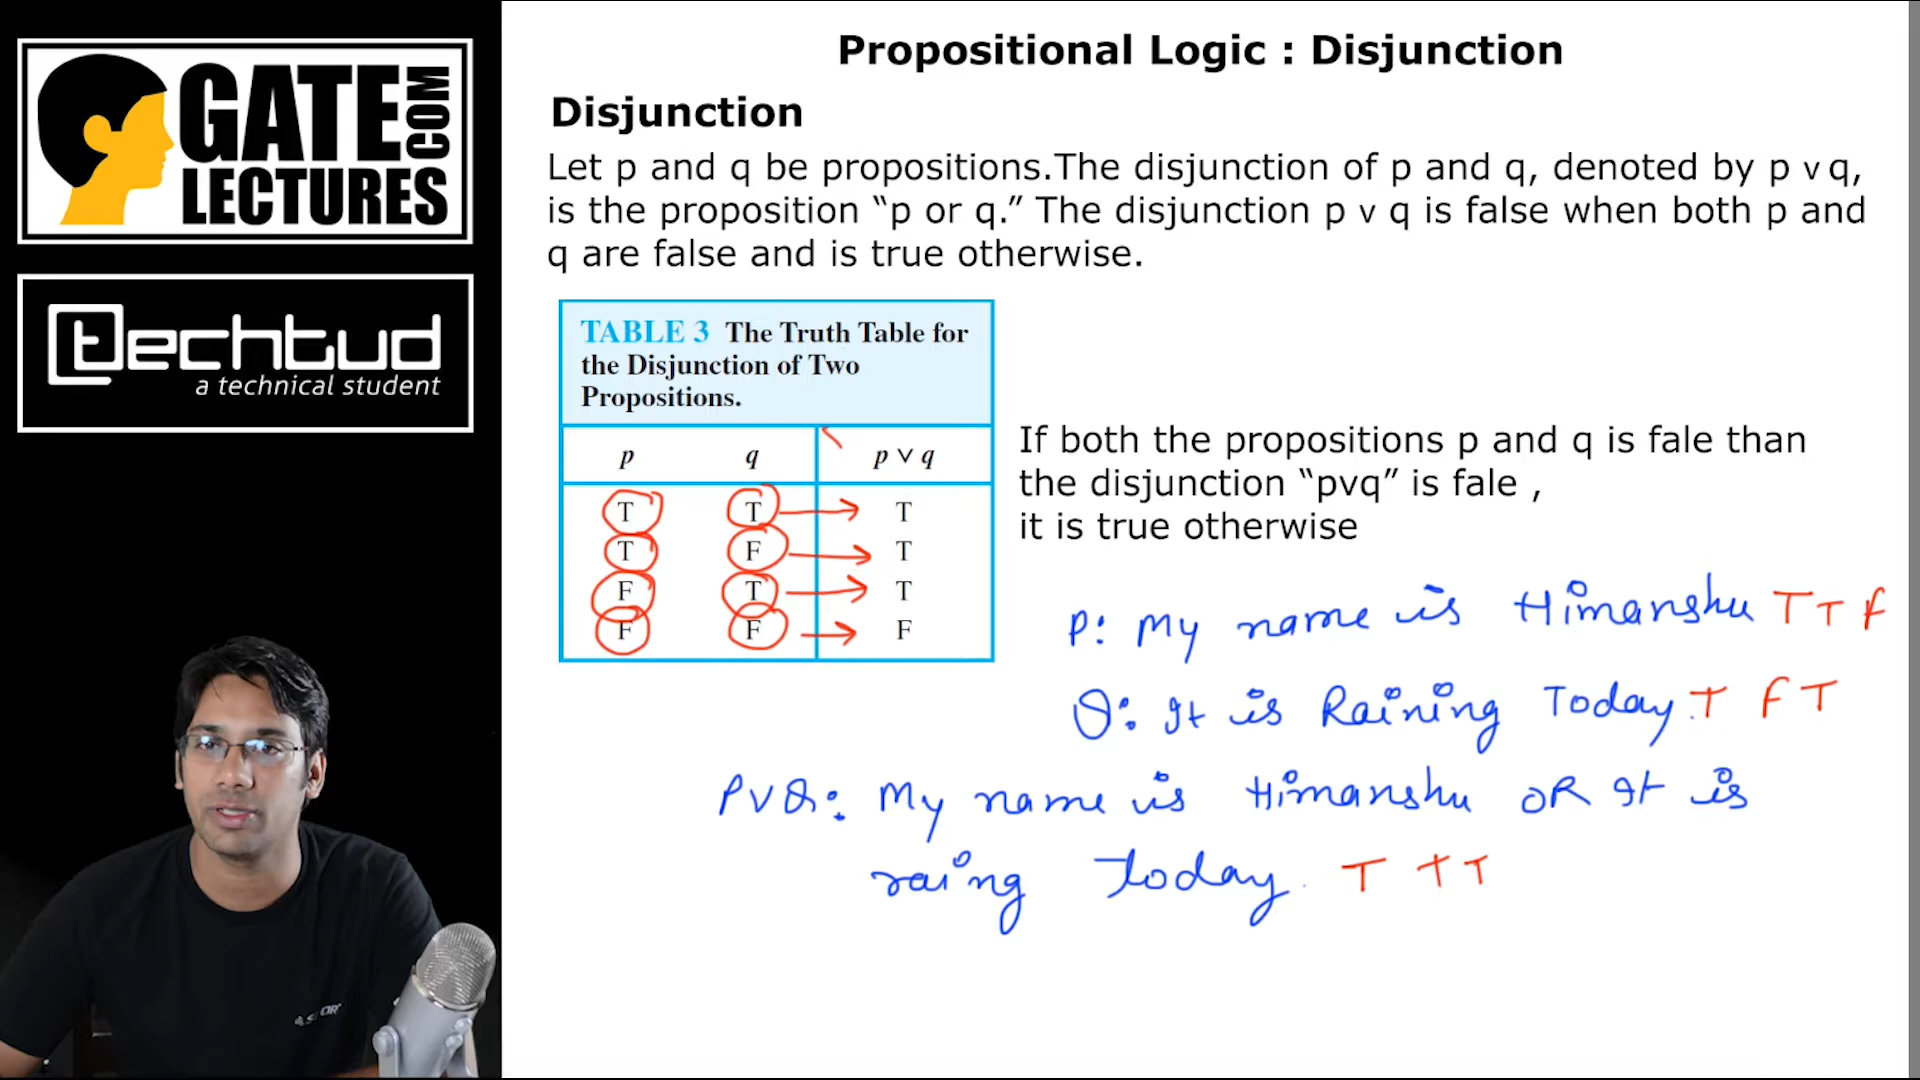 GATE
LECTURES
COM
techtud
a technical student
Propositional Logic : Disjunction
Disjunction
Let p and q be propositions.The disjunction of p and q, denoted by p v q,
is the proposition “p or q.” The disjunction p v q is false when both p and
q are false and is true otherwise.
TABLE 3 The Truth Table for
the Disjunction of Two
Propositions.
p q p ∨ q
T T T
T F T
F T T
F F F
If both the propositions p and q is fale than
the disjunction “pvq” is fale ,
it is true otherwise
P: My name is Himanshu T T F
Q: It is Raining Today. T F T
P v Q: My name is Himanshu OR It is
raing Today. T T T